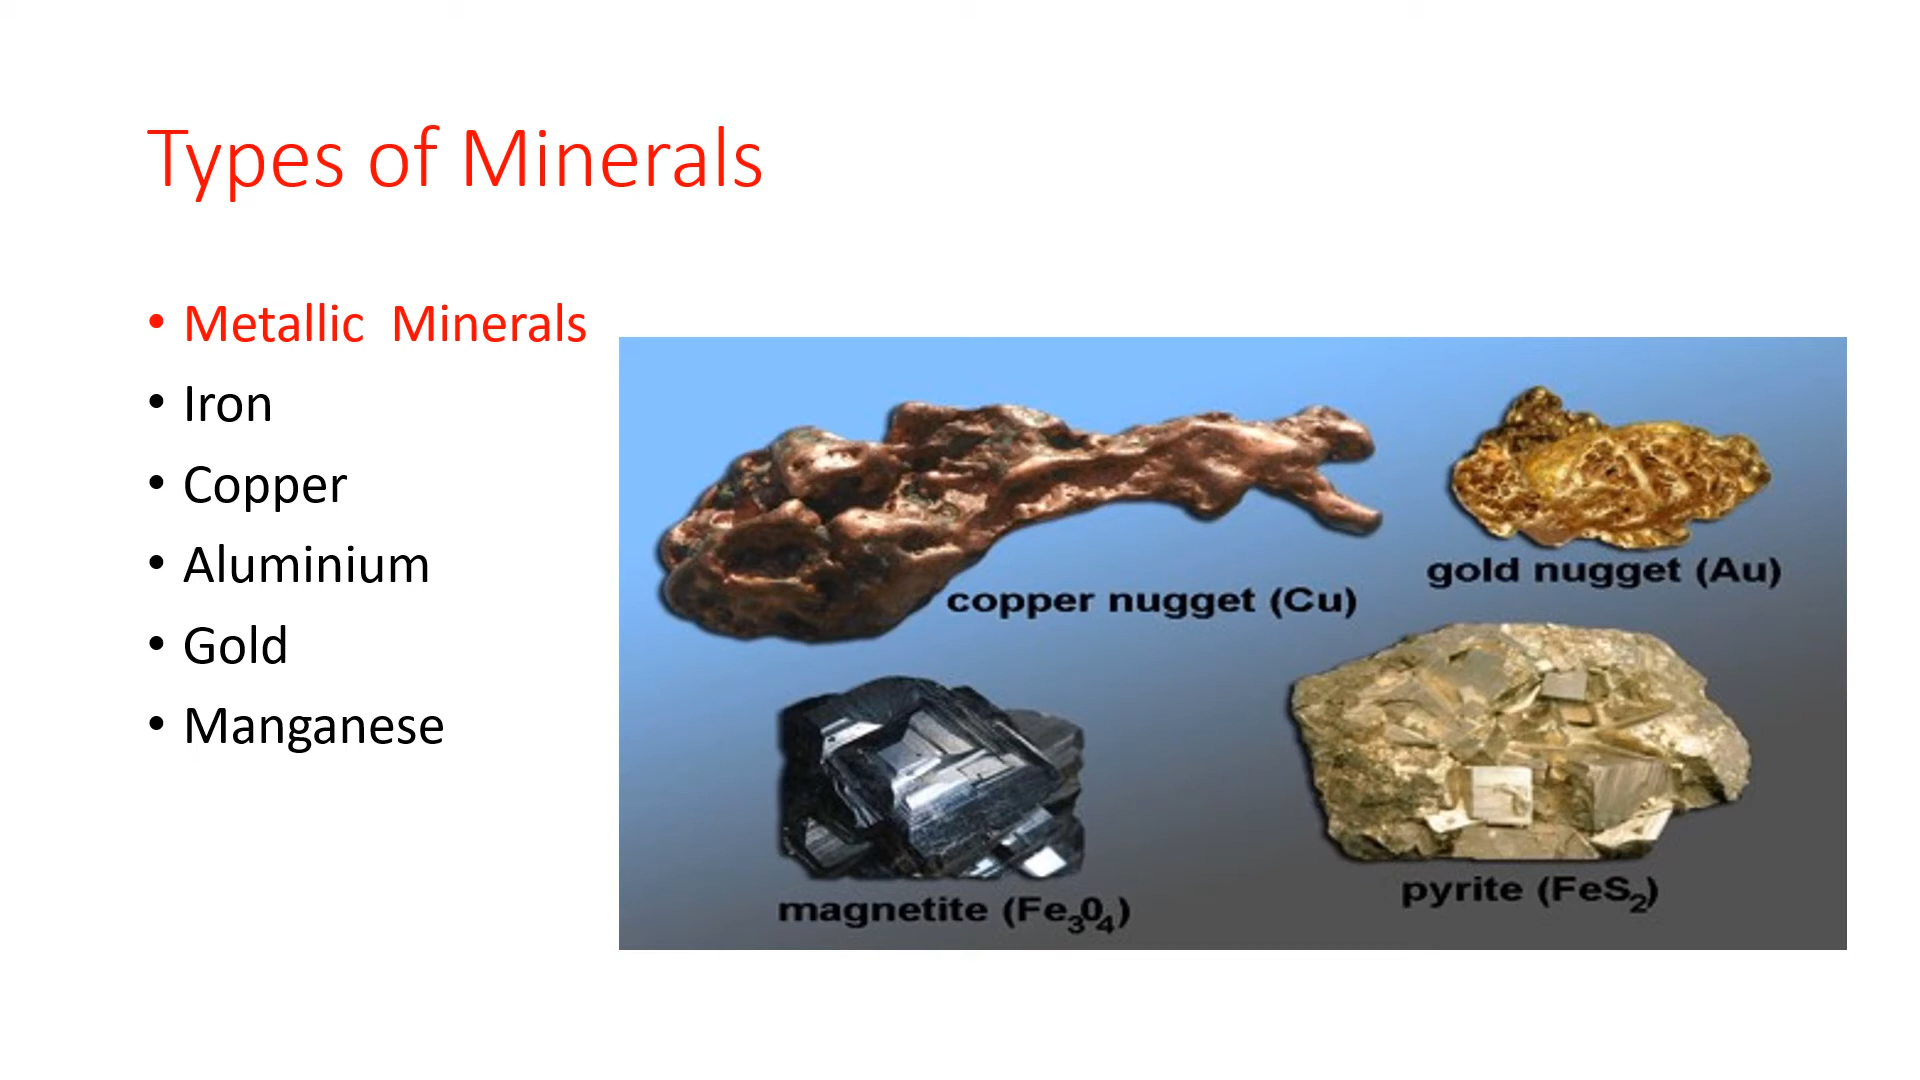 Types of Minerals
• Metallic  Minerals
• Iron
• Copper
• Aluminium
• Gold
• Manganese
copper nugget (Cu)
gold nugget (Au)
magnetite (Fe₃0₄)
pyrite (FeS₂)